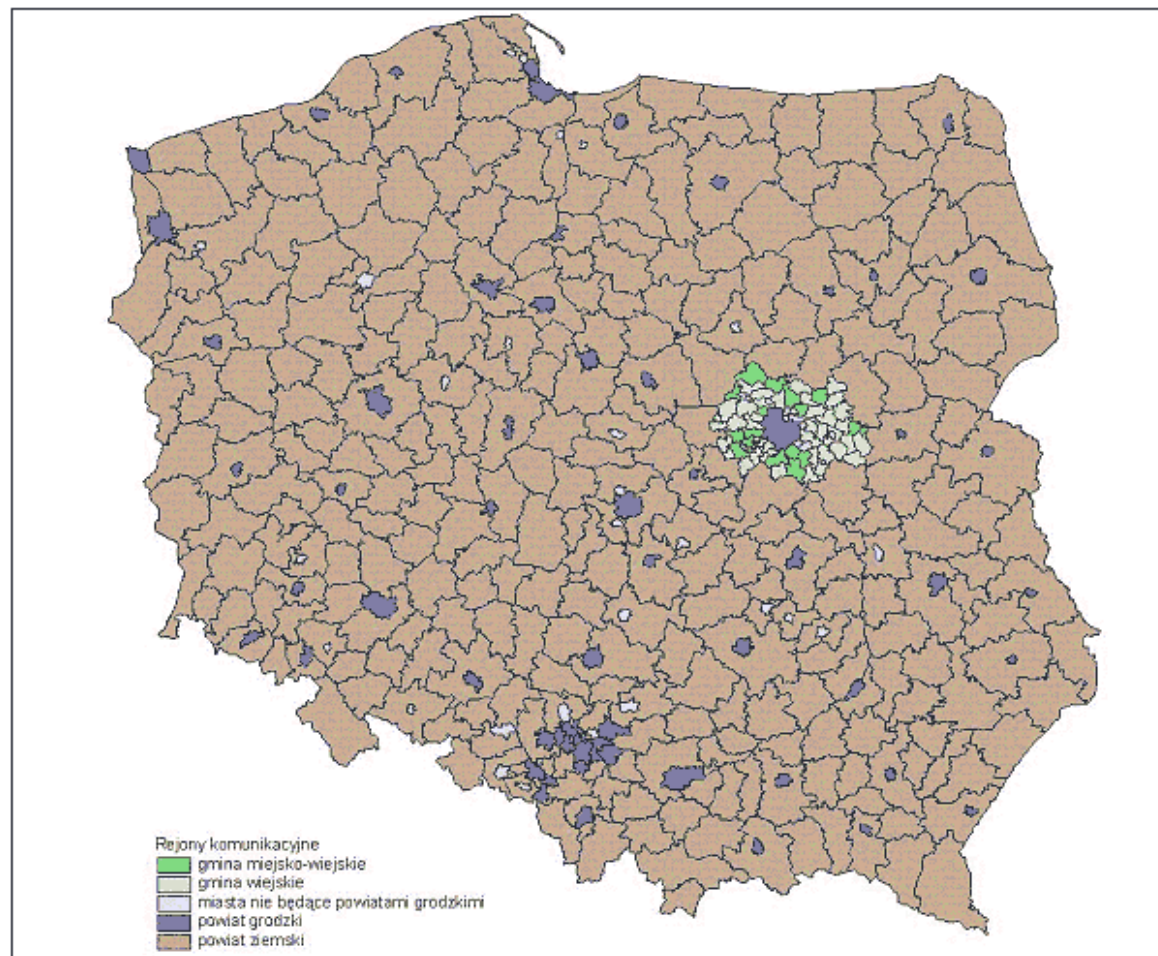 Rejony komunikacyjne
gmina miejsko-wiejskie
gmina wiejskie
miasta nie będące powiatami grodzkimi
powiat grodzki
powiat ziemski